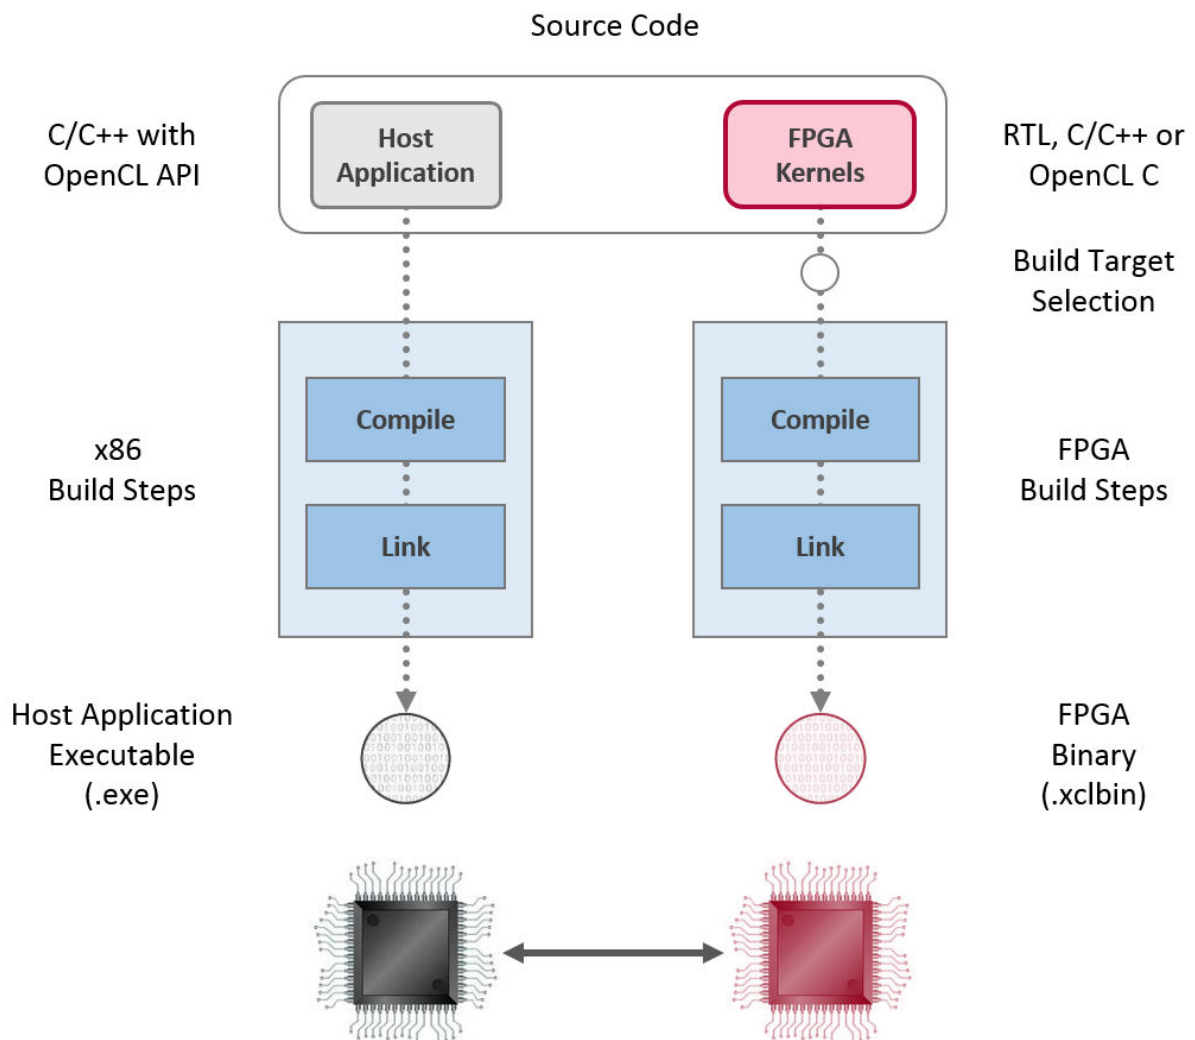 Source Code
C/C++ with
OpenCL API
Host
Application
FPGA
Kernels
RTL, C/C++ or
OpenCL C
Build Target
Selection
x86
Build Steps
Compile
Link
Compile
Link
FPGA
Build Steps
Host Application
Executable
(.exe)
FPGA
Binary
(.xclbin)